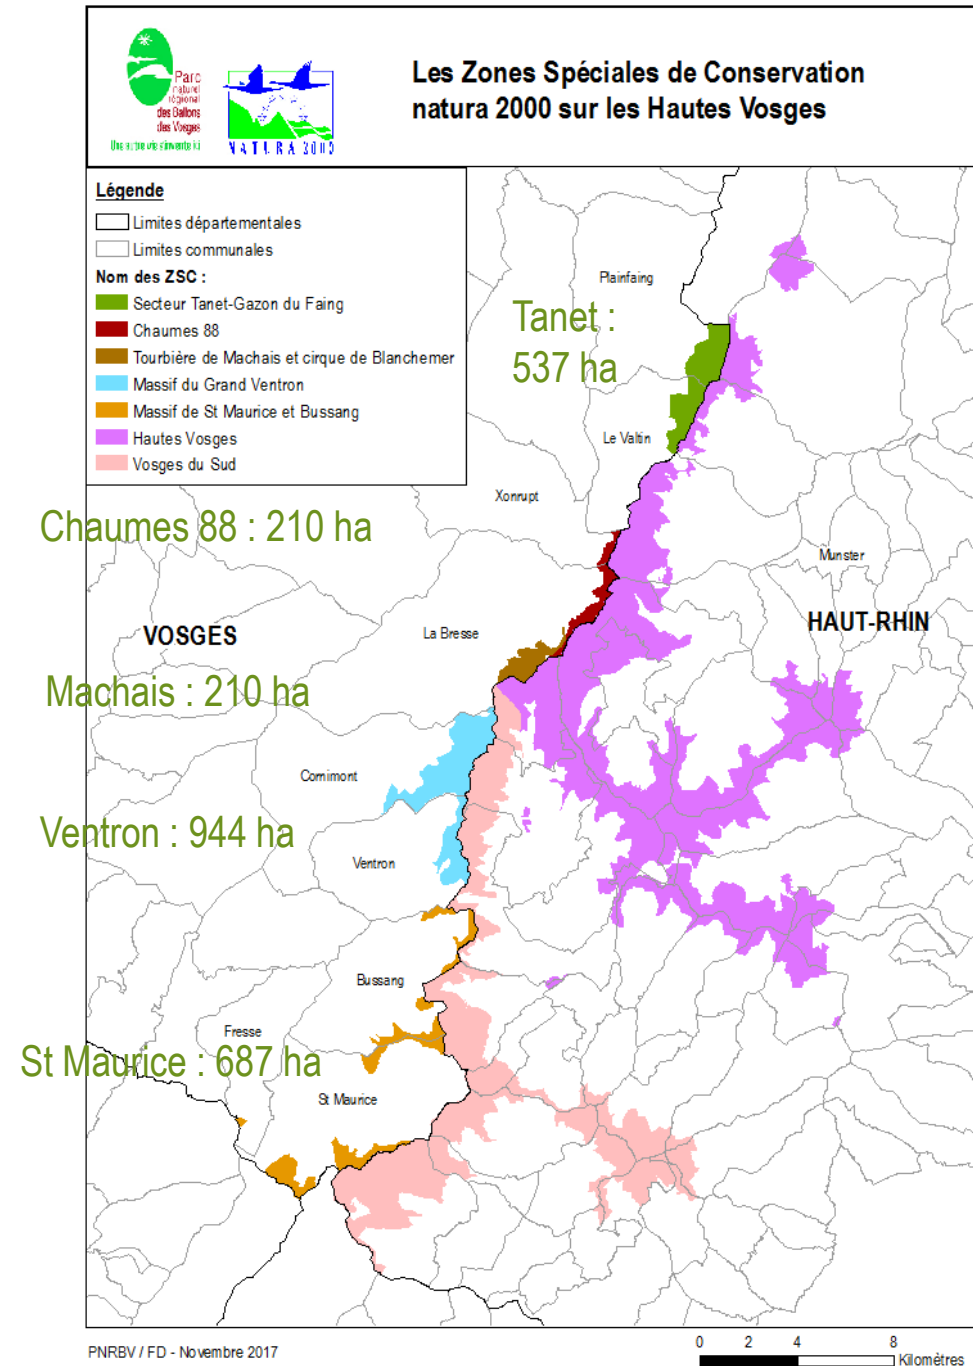 Parc
naturel
régional
des Ballons
des Vosges
Une autre vie s'invente ici
NATURA 2000
Les Zones Spéciales de Conservation
natura 2000 sur les Hautes Vosges
Légende
Limites départementales
Limites communales
Nom des ZSC :
Secteur Tanet-Gazon du Faing
Chaumes 88
Tourbière de Machais et cirque de Blanchemer
Massif du Grand Ventron
Massif de St Maurice et Bussang
Hautes Vosges
Vosges du Sud
Plainfaing
Tanet :
537 ha
Le Valtin
Xonrupt
Chaumes 88 : 210 ha
Munster
VOSGES
La Bresse
HAUT-RHIN
Machais : 210 ha
Cornimont
Ventron : 944 ha
Ventron
Bussang
Fresse
St Maurice : 687 ha
St Maurice
PNRBV / FD - Novembre 2017
0 2 4 8
Kilomètres